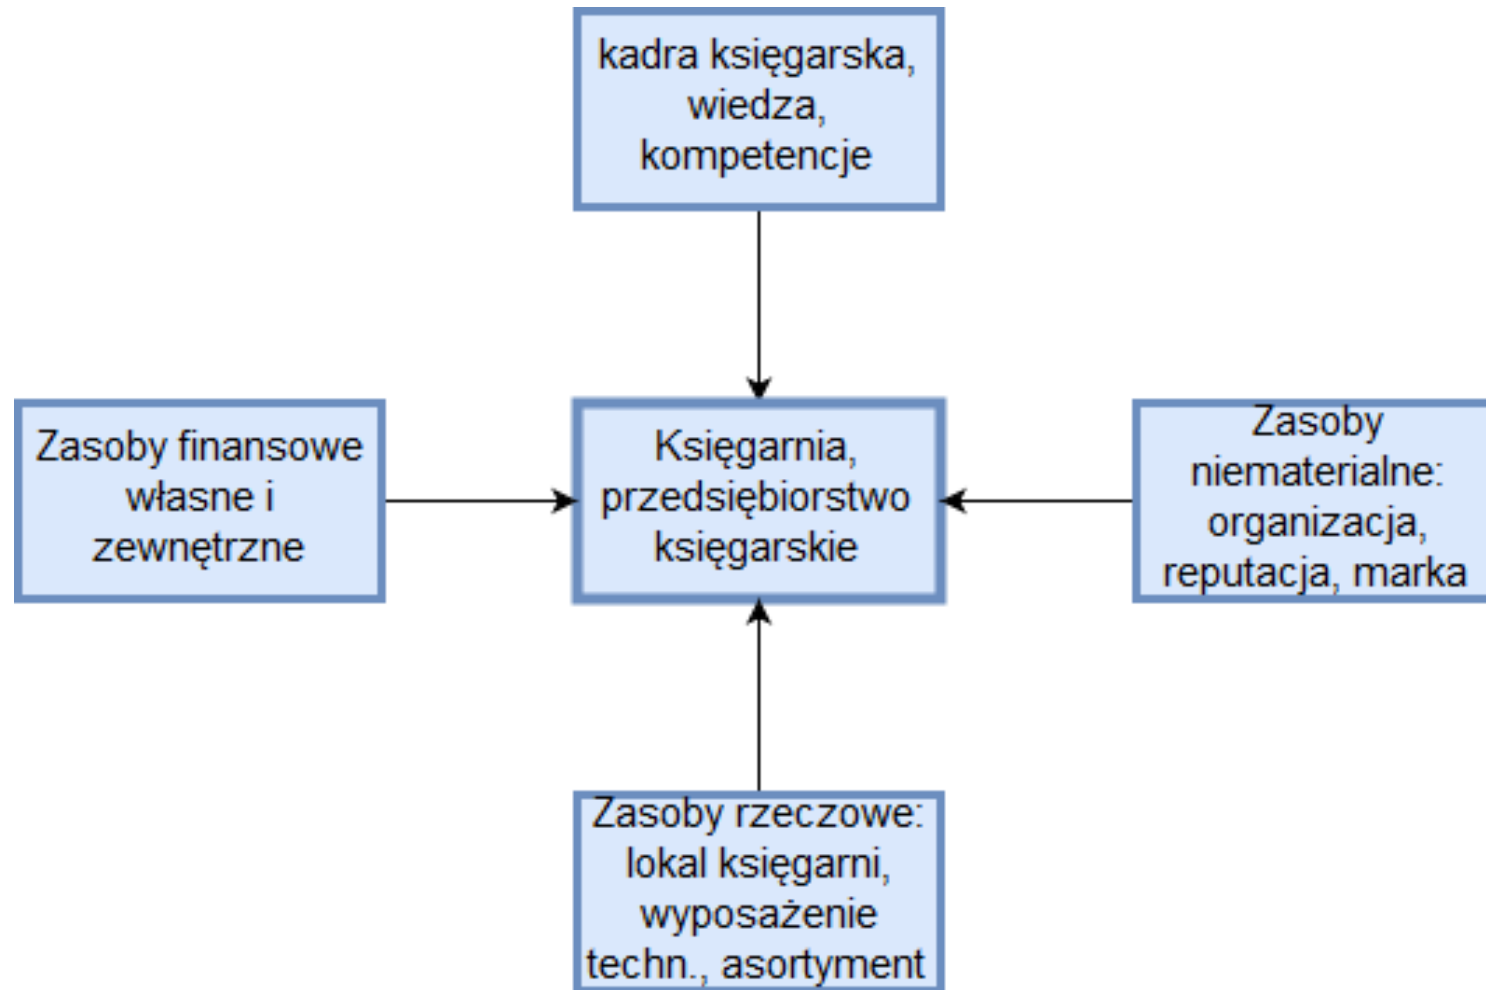 kadra księgarska,
wiedza,
kompetencje
Zasoby finansowe
własne i
zewnętrzne
Księgarnia,
przedsiębiorstwo
księgarskie
Zasoby
niematerialne:
organizacja,
reputacja, marka
Zasoby rzeczowe:
lokal księgarni,
wyposażenie
techn., asortyment